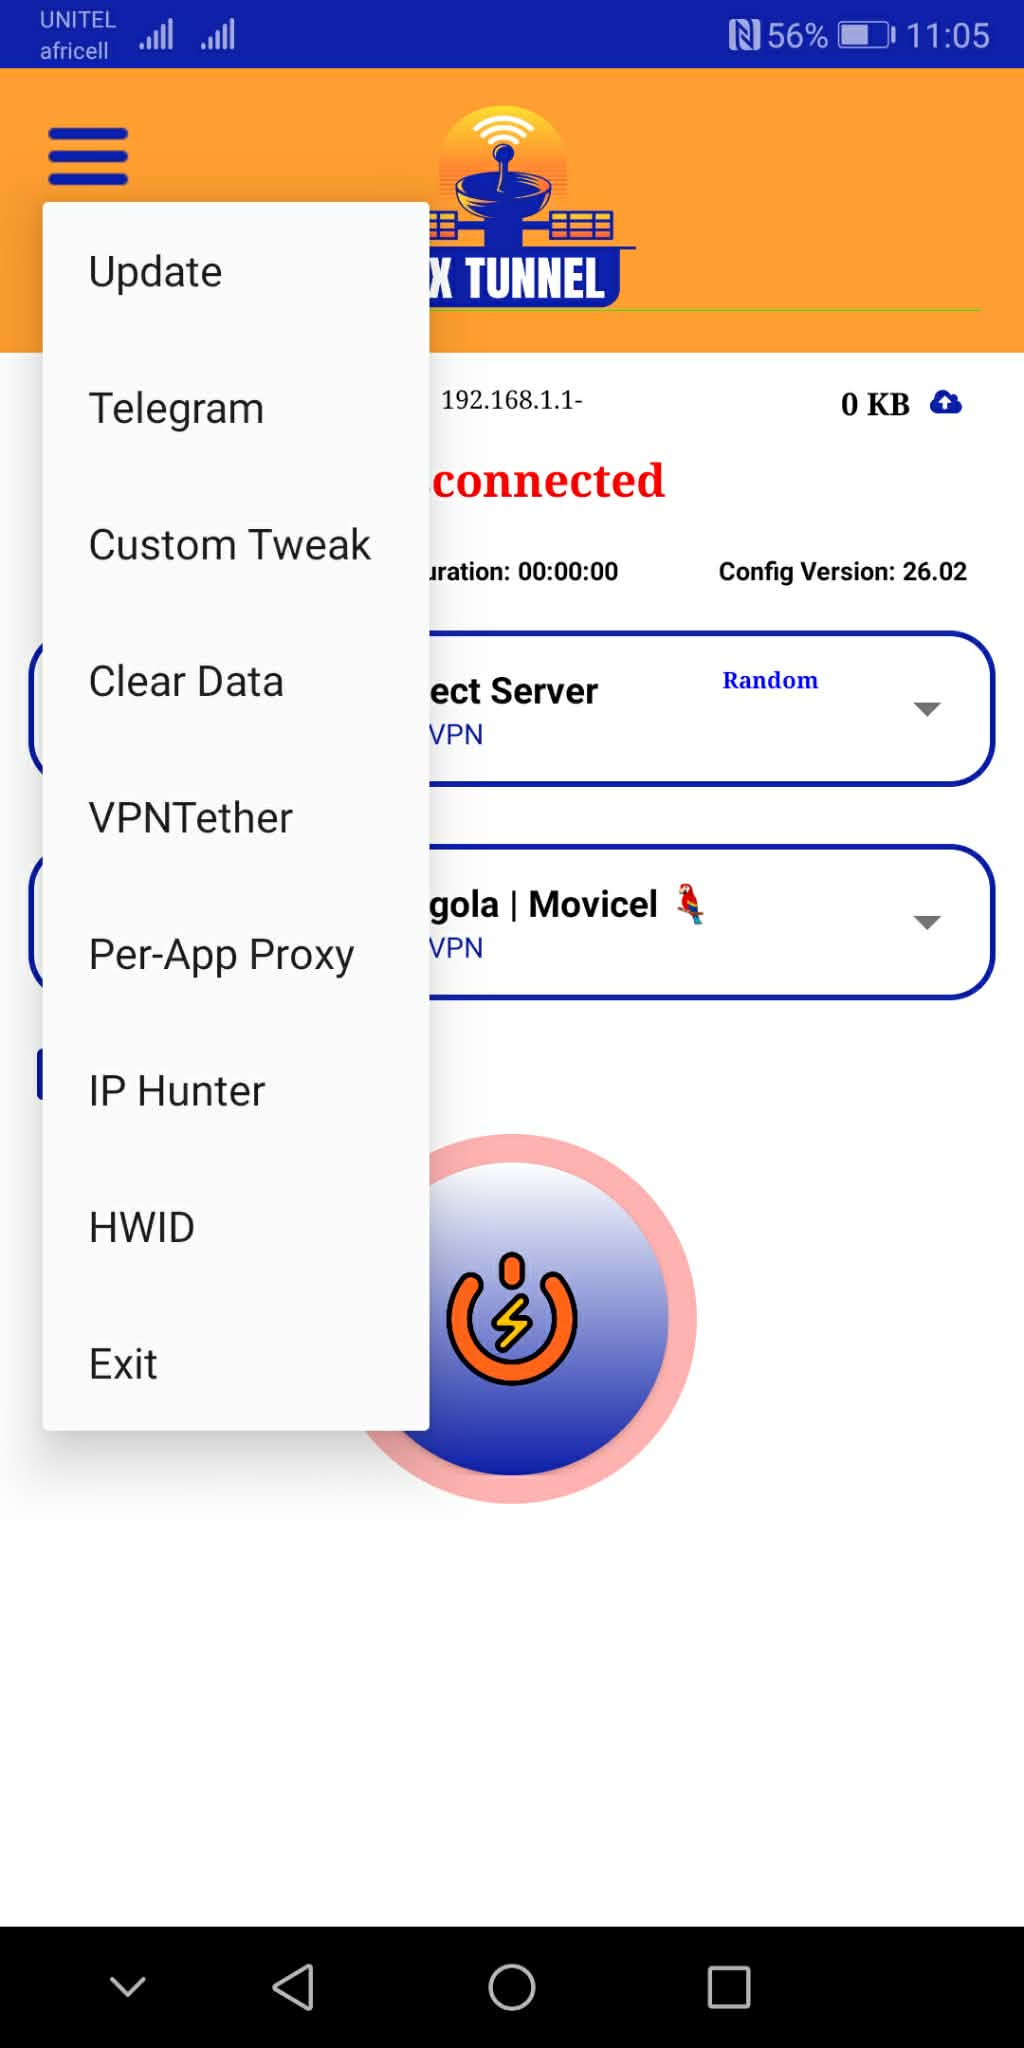 UNITEL
africell
56%
11:05
X TUNNEL
Update
Telegram
Custom Tweak
Clear Data
VPNTether
Per-App Proxy
IP Hunter
HWID
Exit
192.168.1.1-
0 KB
connected
uration: 00:00:00
Config Version: 26.02
ect Server
Random
VPN
gola | Movicel
VPN